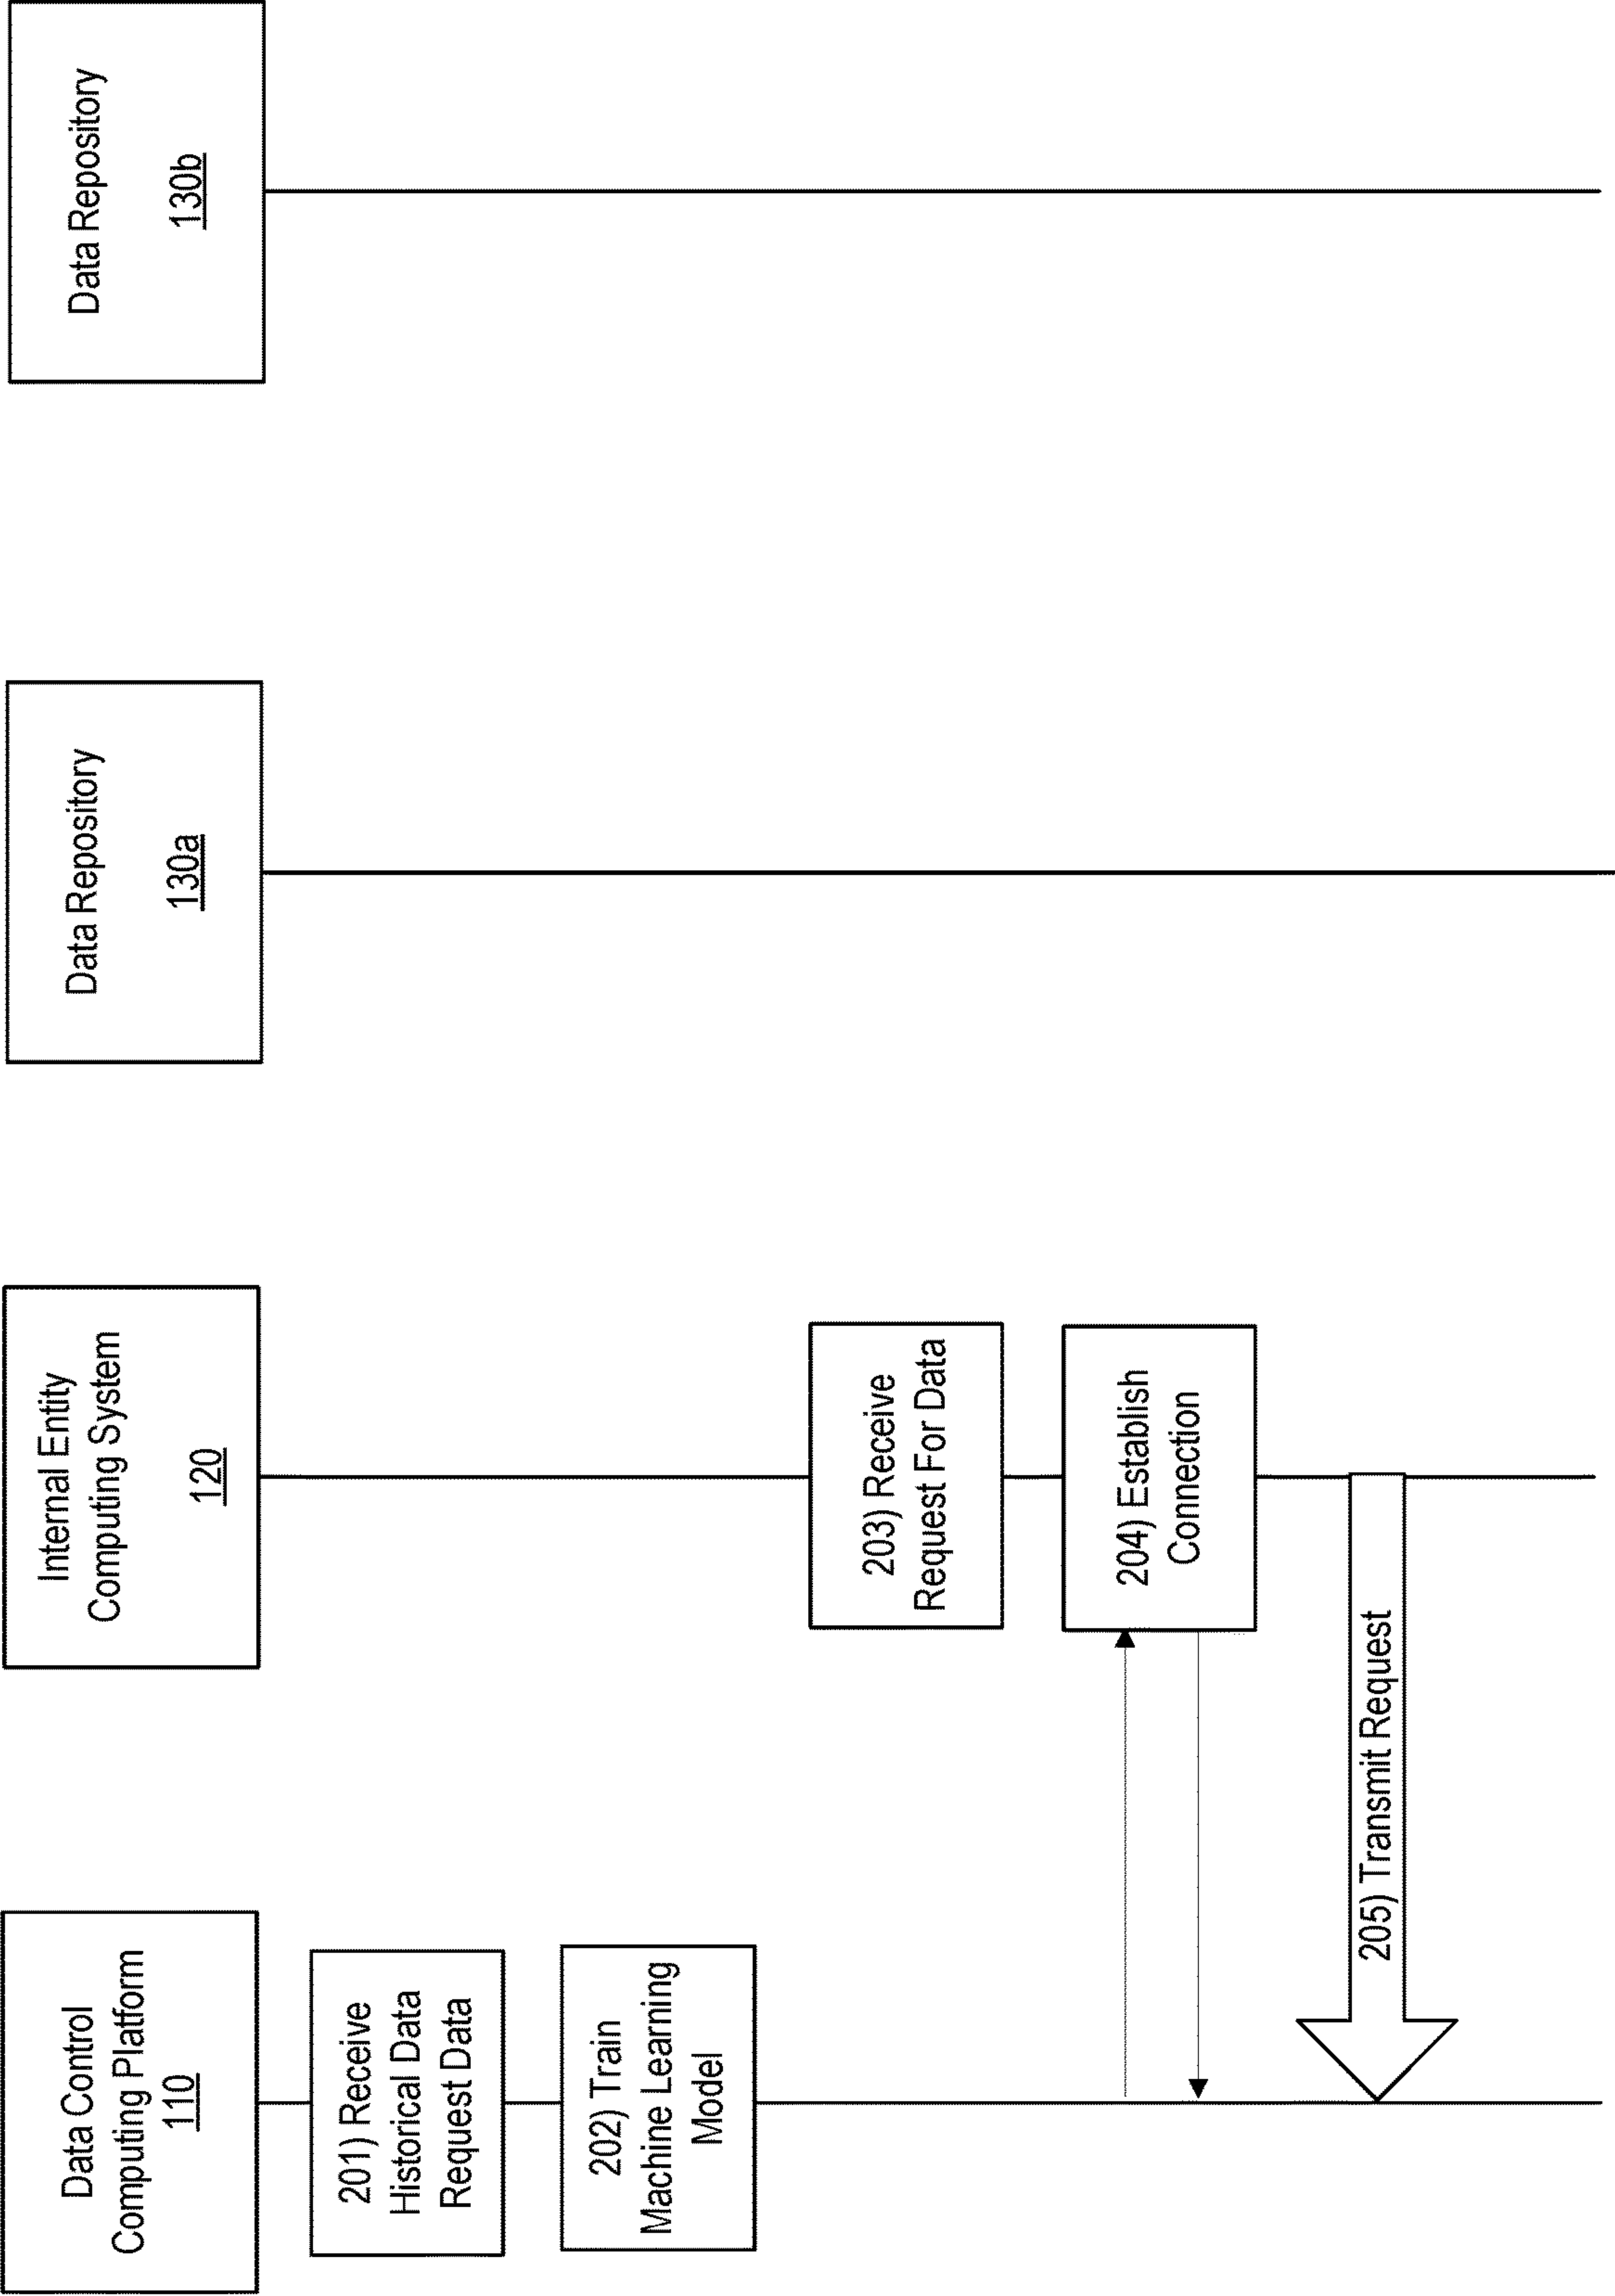 Data Control
Computing Platform
110
Internal Entity
Computing System
120
Data Repository
130a
Data Repository
130b
201) Receive
Historical Data
Request Data
202) Train
Machine Learning
Model
203) Receive
Request For Data
204) Establish
Connection
205) Transmit Request